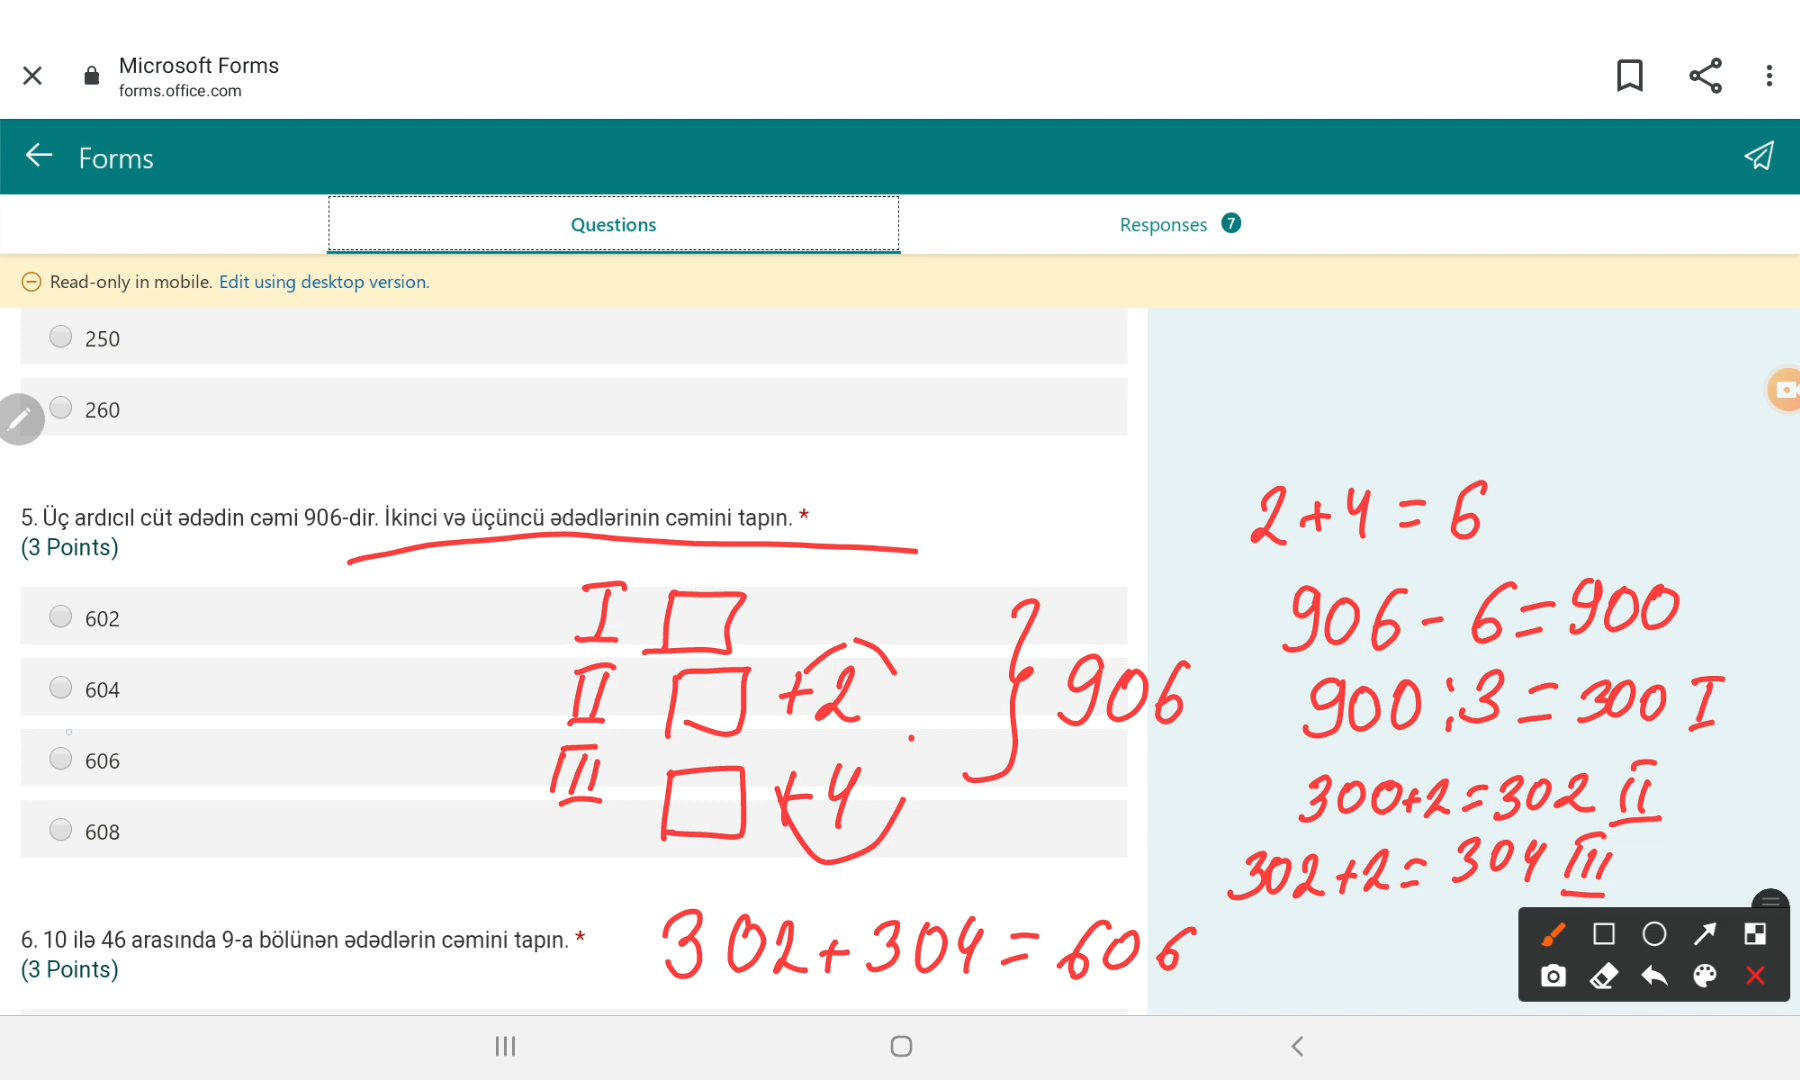 Microsoft Forms
forms.office.com
Forms
Questions
Responses 7
Read-only in mobile. Edit using desktop version.
250
260
5. Üç ardıcıl cüt ədədin cəmi 906-dir. İkinci və üçüncü ədədlərinin cəmini tapın. *
(3 Points)
602
604
606
608
I
II +2
III +4
906
2+4=6
906-6=900
900:3=300 I
300+2=302 II
302+2=304 III
302+304=606
6. 10 ilə 46 arasında 9-a bölünən ədədlərin cəmini tapın. *
(3 Points)